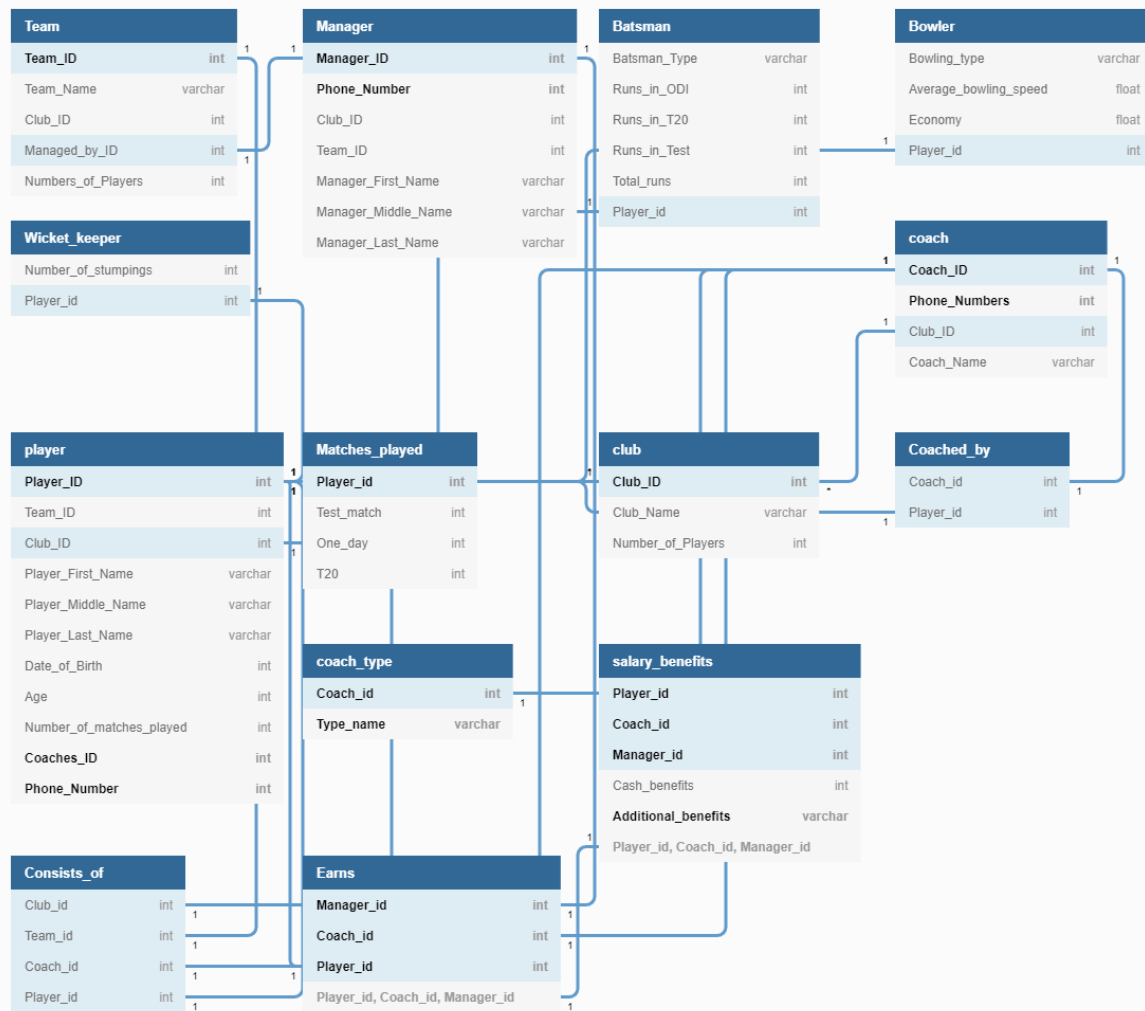 Team
Team_ID int
Team_Name varchar
Club_ID int
Managed_by_ID int
Numbers_of_Players int
Manager
Manager_ID int
Phone_Number int
Club_ID int
Team_ID int
Manager_First_Name varchar
Manager_Middle_Name varchar
Manager_Last_Name varchar
Batsman
Batsman_Type varchar
Runs_in_ODI int
Runs_in_T20 int
Runs_in_Test int
Total_runs int
Player_id int
Bowler
Bowling_type varchar
Average_bowling_speed float
Economy float
Player_id int
Wicket_keeper
Number_of_stumpings int
Player_id int
coach
Coach_ID int
Phone_Numbers int
Club_ID int
Coach_Name varchar
player
Player_ID int
Team_ID int
Club_ID int
Player_First_Name varchar
Player_Middle_Name varchar
Player_Last_Name varchar
Date_of_Birth int
Age int
Number_of_matches_played int
Coaches_ID int
Phone_Number int
Matches_played
Player_id int
Test_match int
One_day int
T20 int
club
Club_ID int
Club_Name varchar
Number_of_Players int
Coached_by
Coach_id int
Player_id int
coach_type
Coach_id int
Type_name varchar
salary_benefits
Player_id int
Coach_id int
Manager_id int
Cash_benefits int
Additional_benefits varchar
Player_id, Coach_id, Manager_id
Consists_of
Club_id int
Team_id int
Coach_id int
Player_id int
Earns
Manager_id int
Coach_id int
Player_id int
Player_id, Coach_id, Manager_id